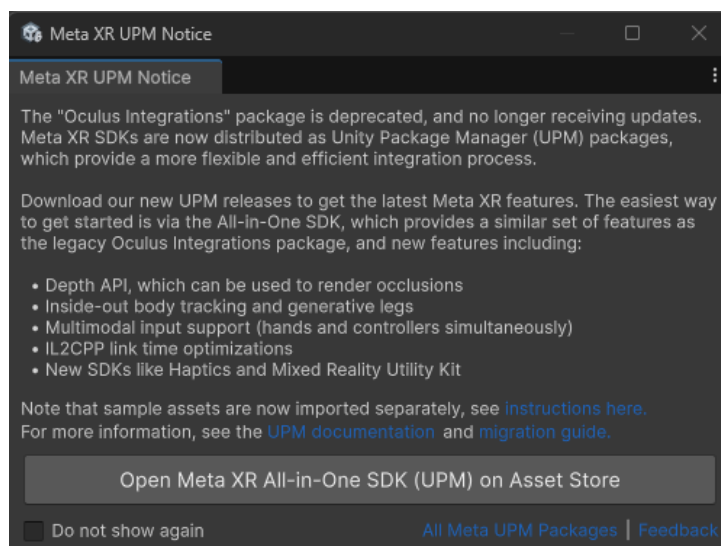 Meta XR UPM Notice
Meta XR UPM Notice
The "Oculus Integrations" package is deprecated, and no longer receiving updates.
Meta XR SDKs are now distributed as Unity Package Manager (UPM) packages,
which provide a more flexible and efficient integration process.
Download our new UPM releases to get the latest Meta XR features. The easiest way
to get started is via the All-in-One SDK, which provides a similar set of features as
the legacy Oculus Integrations package, and new features including:
• Depth API, which can be used to render occlusions
• Inside-out body tracking and generative legs
• Multimodal input support (hands and controllers simultaneously)
• IL2CPP link time optimizations
• New SDKs like Haptics and Mixed Reality Utility Kit
Note that sample assets are now imported separately, see instructions here.
For more information, see the UPM documentation and migration guide.
Open Meta XR All-in-One SDK (UPM) on Asset Store
Do not show again
All Meta UPM Packages | Feedback